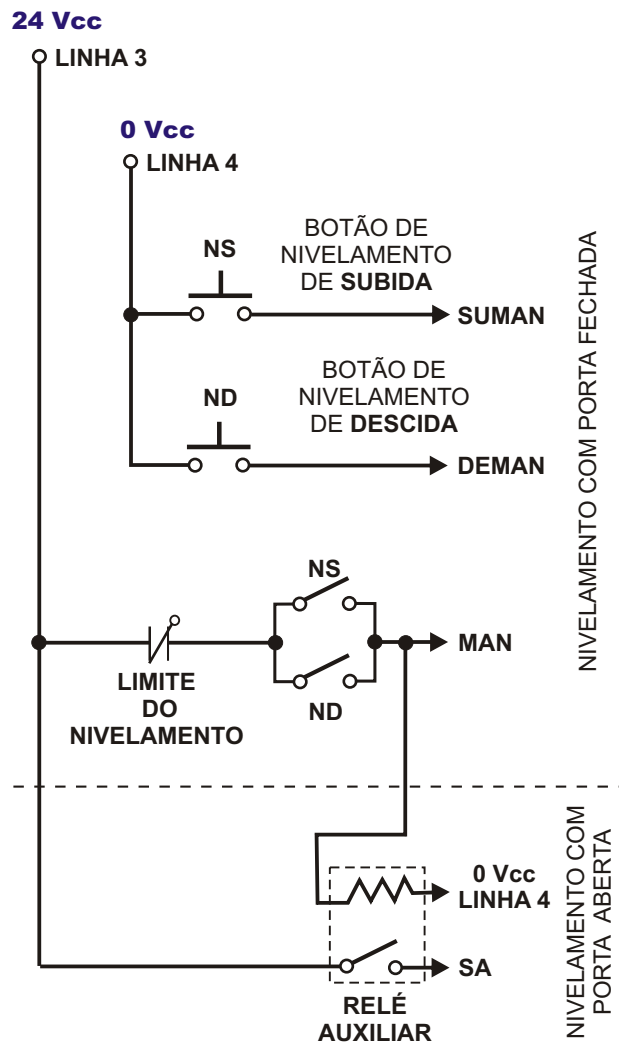 24 Vcc
LINHA 3
0 Vcc
LINHA 4
NS
BOTÃO DE
NIVELAMENTO
DE SUBIDA
SUMAN
ND
BOTÃO DE
NIVELAMENTO
DE DESCIDA
DEMAN
NIVELAMENTO COM PORTA FECHADA
NS
MAN
LIMITE
DO
NIVELAMENTO
ND
0 Vcc
LINHA 4
SA
RELÉ
AUXILIAR
NIVELAMENTO COM
PORTA ABERTA